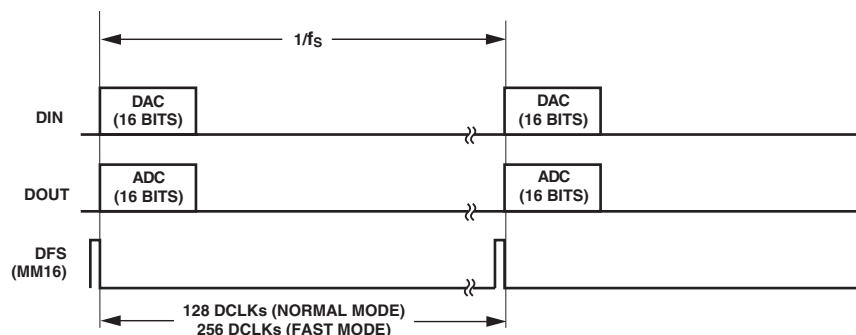 1/fS
DIN
DAC
(16 BITS)
DAC
(16 BITS)
DOUT
ADC
(16 BITS)
ADC
(16 BITS)
DFS
(MM16)
128 DCLKs (NORMAL MODE)
256 DCLKs (FAST MODE)